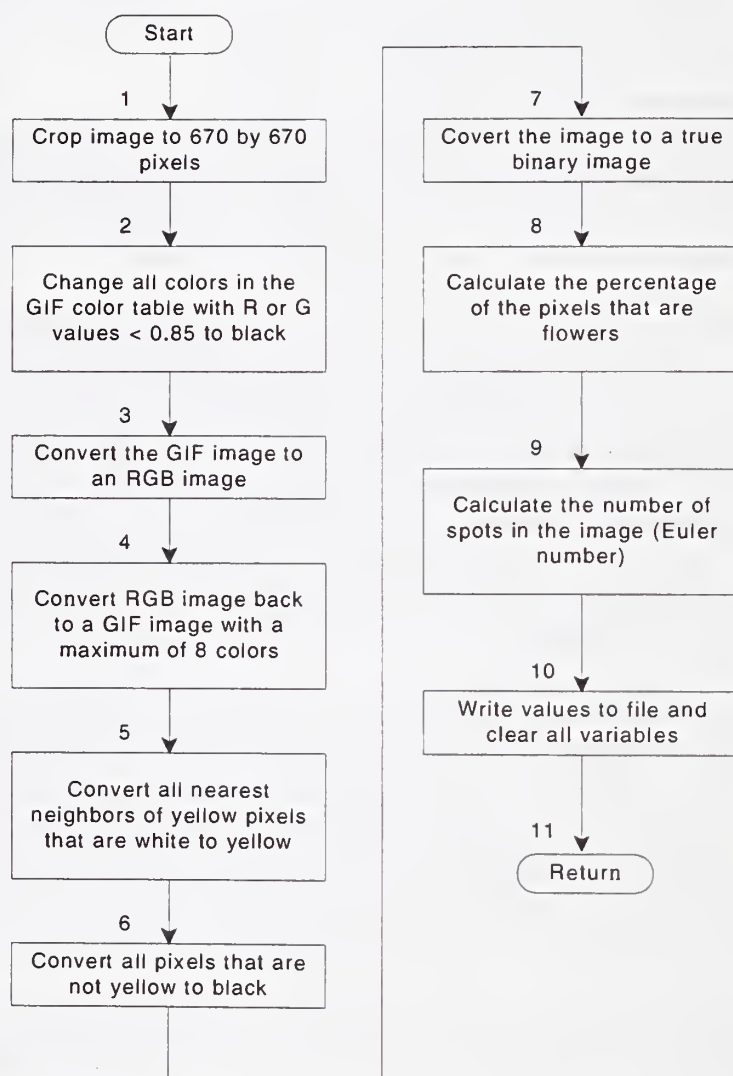 Start
1
Crop image to 670 by 670
pixels
2
Change all colors in the
GIF color table with R or G
values < 0.85 to black
3
Convert the GIF image to
an RGB image
4
Convert RGB image back
to a GIF image with a
maximum of 8 colors
5
Convert all nearest
neighbors of yellow pixels
that are white to yellow
6
Convert all pixels that are
not yellow to black
7
Covert the image to a true
binary image
8
Calculate the percentage
of the pixels that are
flowers
9
Calculate the number of
spots in the image (Euler
number)
10
Write values to file and
clear all variables
11
Return